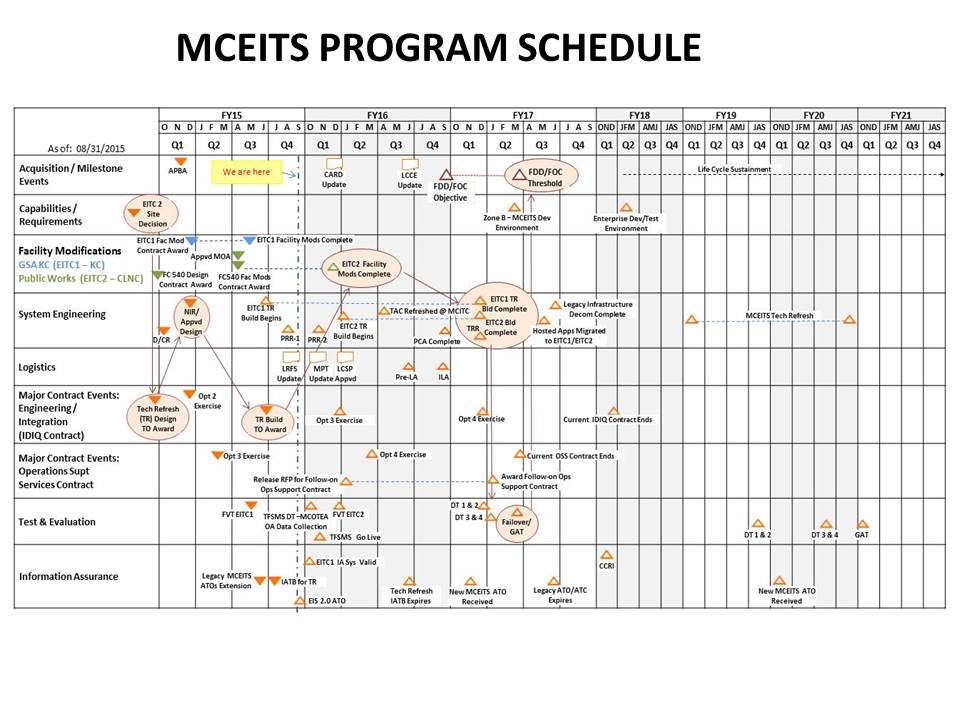 MCEITS PROGRAM SCHEDULE
FY15 FY16 FY17 FY18 FY19 FY20 FY21
O N D J F M A M J J A S O N D J F M A M J J A S O N D J F M A M J J A S OND JFM AMJ JAS OND JFM AMJ JAS OND JFM AMJ JAS OND JFM AMJ JAS
As of: 08/31/2015
Q1 Q2 Q3 Q4 Q1 Q2 Q3 Q4 Q1 Q2 Q3 Q4 Q1 Q2 Q3 Q4 Q1 Q2 Q3 Q4 Q1 Q2 Q3 Q4 Q1 Q2 Q3 Q4
Acquisition / Milestone
Events
APBA
We are here
CARD
Update
LCCE
Update
FDD/FOC
Objective
FDD/FOC
Threshold
Life Cycle Sustainment
Capabilities /
Requirements
EITC 2
Site
Decision
Zone B – MCEITS Dev
Environment
Enterprise Dev/Test
Environment
Facility Modifications
GSA KC (EITC1 – KC)
Public Works (EITC2 – CLNC)
EITC1 Fac Mod
Contract Award
EITC1 Facility Mods Complete
Appvd MOA
FC 540 Design
Contract Award
FC540 Fac Mods
Contract Award
EITC2 Facility
Mods Complete
System Engineering
D/CR
NIR/
Appvd
Design
EITC1 TR
Build Begins
PRR-1
PRR-2
EITC2 TR
Build Begins
TAC Refreshed @ MCITC
PCA Complete
EITC1 TR
Bld Complete
EITC2 Bld
Complete
TRR
Legacy Infrastructure
Decom Complete
Hosted Apps Migrated
to EITC1/EITC2
MCEITS Tech Refresh
Logistics
LRFS
Update
MPT
Update
LCSP
Appvd
Pre-LA
ILA
Major Contract Events:
Engineering /
Integration
(IDIQ Contract)
Tech Refresh
(TR) Design
TO Award
Opt 2
Exercise
TR Build
TO Award
Opt 3 Exercise
Opt 4 Exercise
Current IDIQ Contract Ends
Major Contract Events:
Operations Supt
Services Contract
Opt 3 Exercise
Opt 4 Exercise
Release RFP for Follow-on
Ops Support Contract
Current OSS Contract Ends
Award Follow-on Ops
Support Contract
Test & Evaluation
FVT EITC1
TFSMS DT –MCOTEA
OA Data Collection
FVT EITC2
TFSMS Go Live
DT 1 & 2
DT 3 & 4
Failover/
GAT
DT 1 & 2
DT 3 & 4
GAT
Information Assurance
Legacy MCEITS
ATOs Extension
IATB for TR
EITC1 IA Sys Valid
EIS 2.0 ATO
Tech Refresh
IATB Expires
New MCEITS ATO
Received
Legacy ATO/ATC
Expires
CCRI
New MCEITS ATO
Received